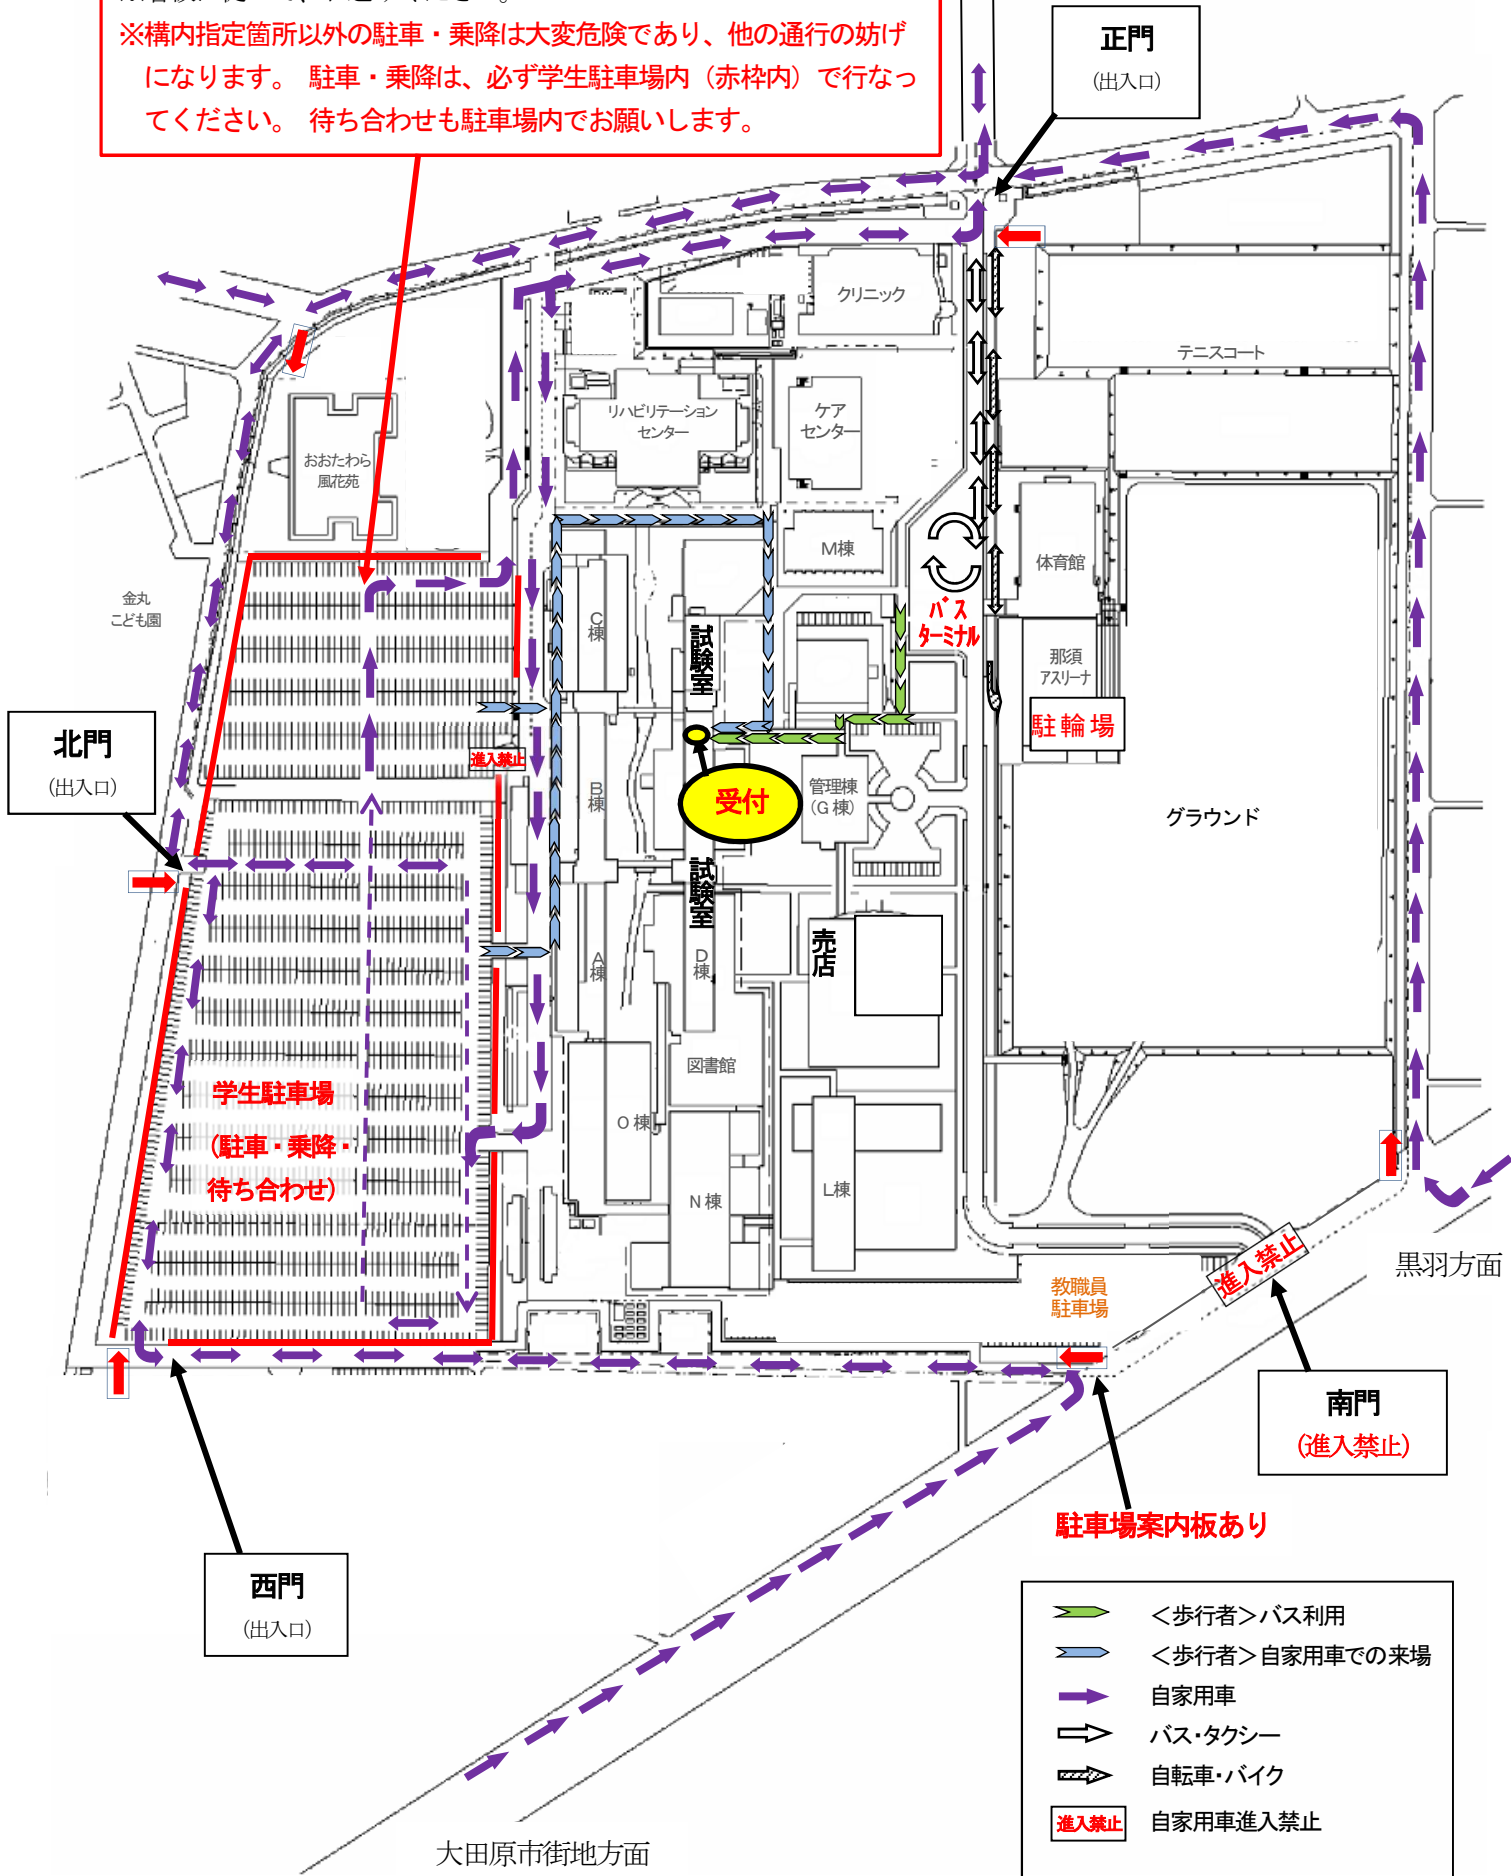 ※構内指定箇所以外の駐車・乗降は大変危険であり、他の通行の妨げ
になります。 駐車・乗降は、必ず学生駐車場内（赤枠内）で行なっ
てください。 待ち合わせも駐車場内でお願いします。
正門
（出入口）
クリニック
テニスコート
リハビリテーション
センター
ケア
センター
おおたわら
風花苑
M棟
体育館
金丸
こども園
C棟
試験室
バス
ターミナル
那須
アスリーナ
駐輪場
北門
（出入口）
進入禁止
B棟
受付
管理棟
（G棟）
グラウンド
試験室
A棟
D棟
売店
図書館
学生駐車場
（駐車・乗降・
待ち合わせ）
O棟
N棟
L棟
進入禁止
黒羽方面
教職員
駐車場
南門
（進入禁止）
駐車場案内板あり
西門
（出入口）
＜歩行者＞バス利用
＜歩行者＞自家用車での来場
自家用車
バス・タクシー
自転車・バイク
進入禁止 自家用車進入禁止
大田原市街地方面